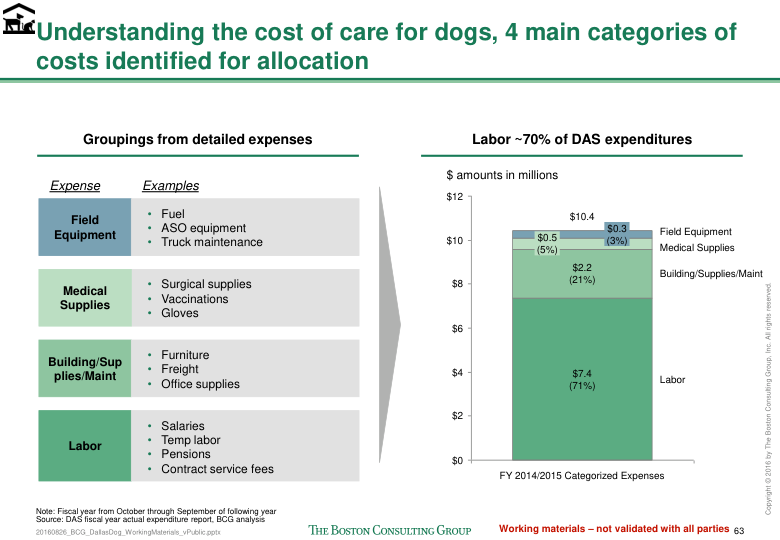 Understanding the cost of care for dogs, 4 main categories of
costs identified for allocation
Groupings from detailed expenses
Expense
Examples
Field
Equipment
• Fuel
• ASO equipment
• Truck maintenance
Medical
Supplies
• Surgical supplies
• Vaccinations
• Gloves
Building/Sup
plies/Maint
• Furniture
• Freight
• Office supplies
Labor
• Salaries
• Temp labor
• Pensions
• Contract service fees
Labor ~70% of DAS expenditures
$ amounts in millions
$12
$10
$8
$6
$4
$2
$0
$10.4
$0.3
(3%)
$0.5
(5%)
$2.2
(21%)
$7.4
(71%)
Field Equipment
Medical Supplies
Building/Supplies/Maint
Labor
FY 2014/2015 Categorized Expenses
Copyright © 2016 by The Boston Consulting Group, Inc. All rights reserved.
Note: Fiscal year from October through September of following year
Source: DAS fiscal year actual expenditure report, BCG analysis
20160826_BCG_DallasDog_WorkingMaterials_vPublic.pptx
The Boston Consulting Group
Working materials – not validated with all parties
63